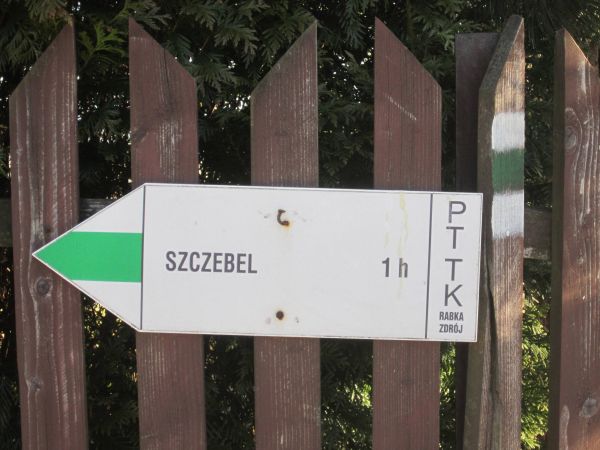 SZCZEBEL 1 h
PTTK
RABKA
ZDRÓJ